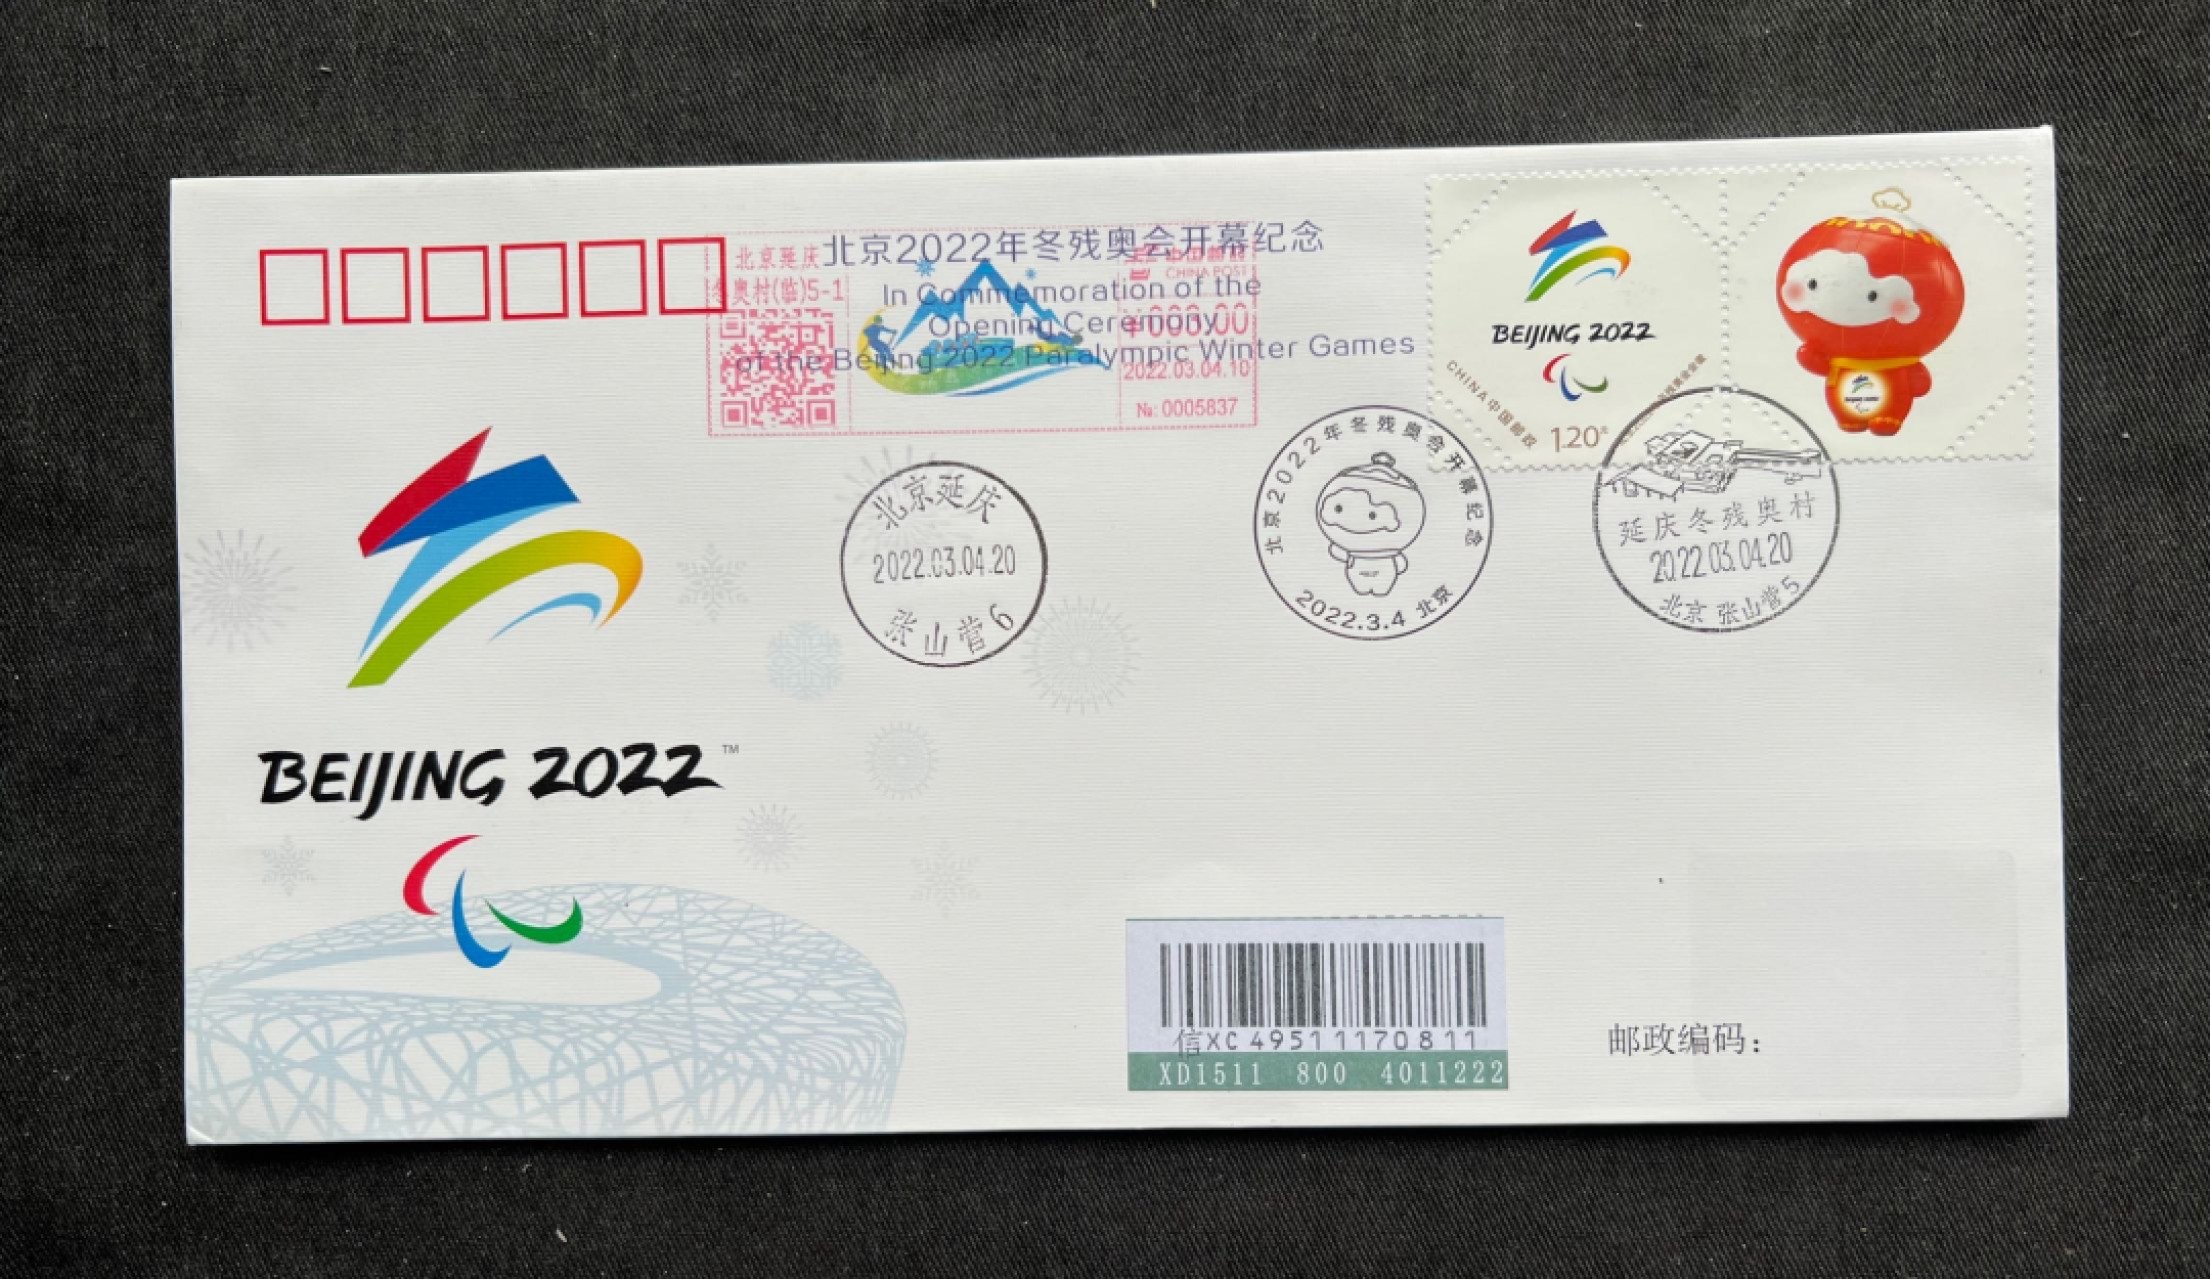 北京2022年冬残奥会开幕纪念
In Commemoration of the
Opening Ceremony
of the Beijing 2022 Paralympic Winter Games
北京延庆
冬奥村(临)5-1
中国邮政
CHINA POST
2022.03.04.10
№: 0005837
BEIJING 2022
CHINA 中国邮政
1.20元
北京延庆
2022.03.04.20
张山营6
北京2022年冬残奥会开幕纪念
2022.3.4 北京
延庆冬残奥村
2022.03.04.20
北京 张山营5
BEIJING 2022™
信XC 49511170811
XD1511 800 4011222
邮政编码：